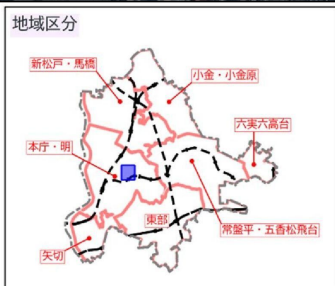 地域区分
新松戸・馬橋
小金・小金原
六実六高台
本庁・明
東部
常盤平・五香松飛台
矢切